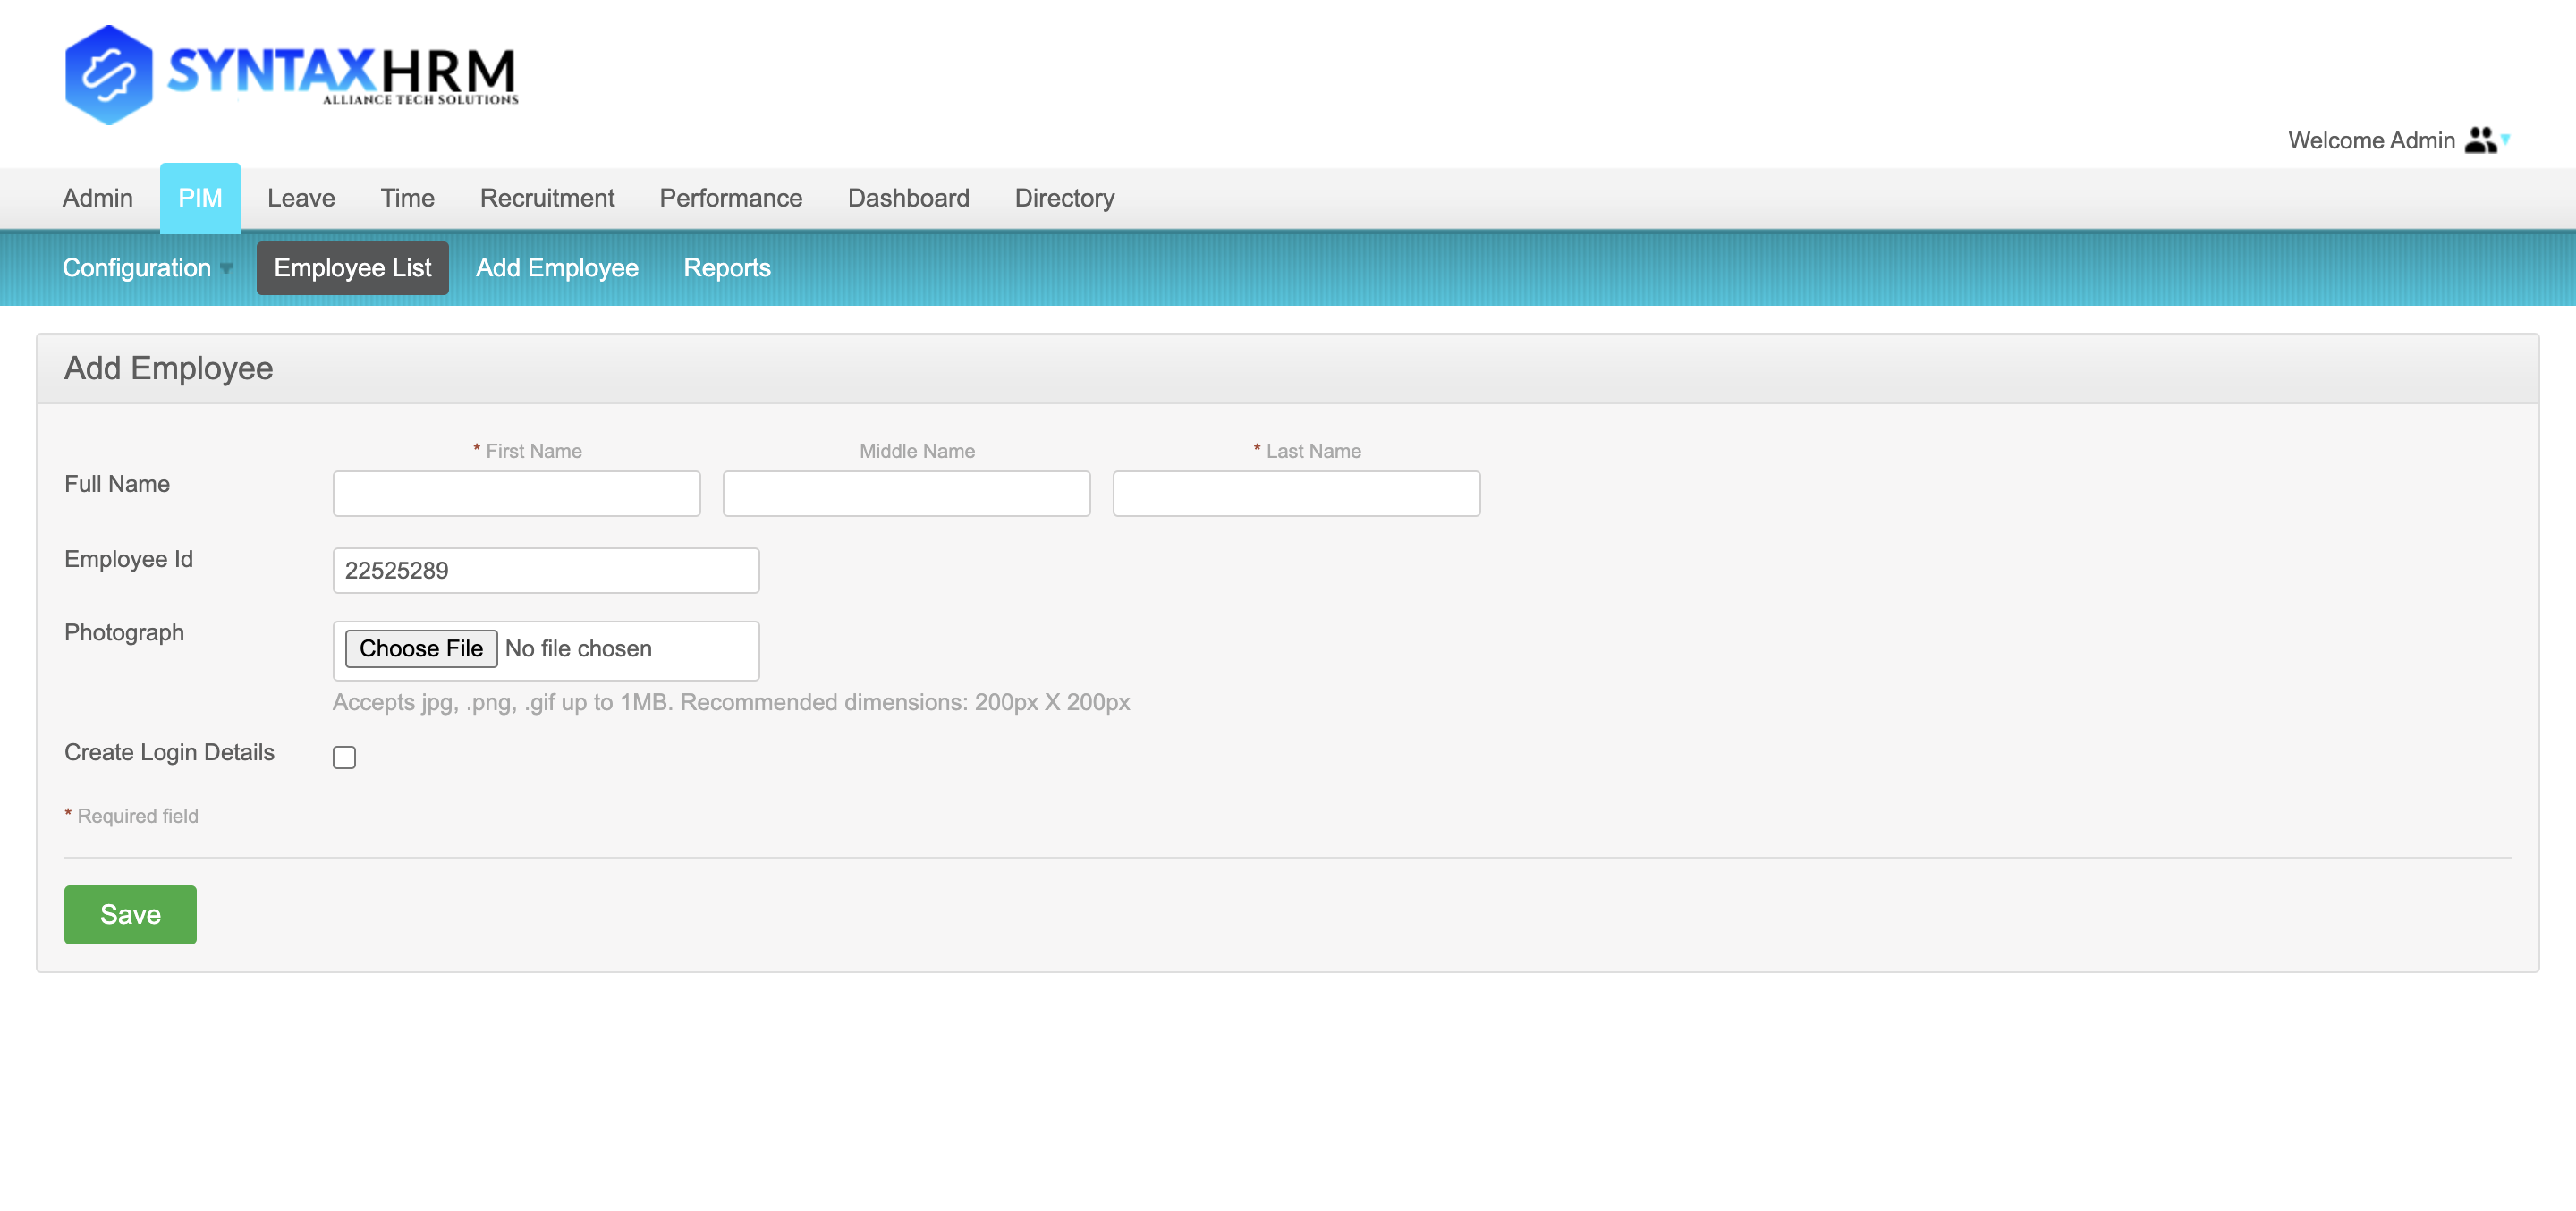 SYNTAXHRM
ALLIANCE TECH SOLUTIONS
Welcome Admin
Admin PIM Leave Time Recruitment Performance Dashboard Directory
Configuration Employee List Add Employee Reports
Add Employee
* First Name Middle Name * Last Name
Full Name
Employee Id 22525289
Photograph Choose File No file chosen
Accepts jpg, .png, .gif up to 1MB. Recommended dimensions: 200px X 200px
Create Login Details
* Required field
Save